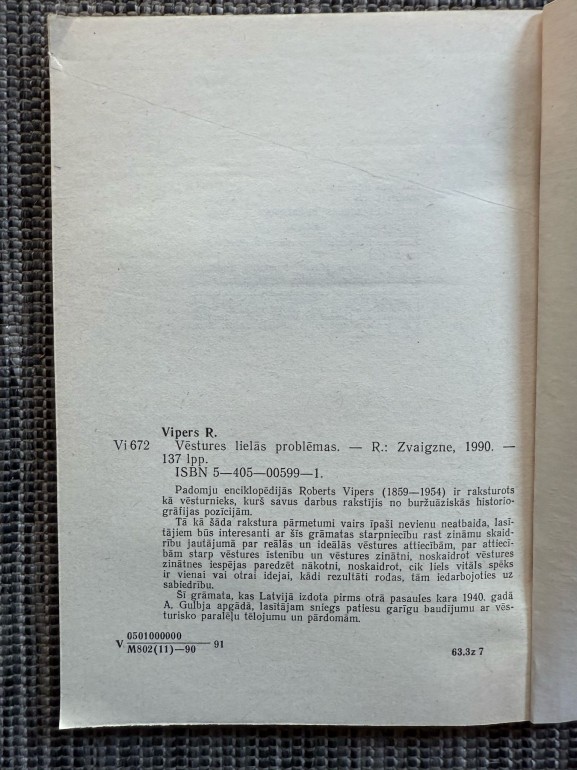 Vipers R.
Vi 672 Vēstures lielās problēmas. — R.: Zvaigzne, 1990. —
137 lpp.
ISBN 5—405—00599—1.
Padomju enciklopēdijās Roberts Vipers (1859—1954) ir raksturots
kā vēsturnieks, kurš savus darbus rakstījis no buržuāziskās historio-
grāfijas pozīcijām.
Tā kā šāda rakstura pārmetumi vairs īpaši nevienu neatbaida, lasī-
tājiem būs interesanti ar šīs grāmatas starpniecību rast zināmu skaid-
rību jautājumā par reālās un ideālās vēstures attiecībām, par attiecī-
bām starp vēstures īstenību un vēstures zinātni, noskaidrot vēstures
zinātnes iespējas paredzēt nākotni, noskaidrot, cik liels vitāls spēks
ir vienai vai otrai idejai, kādi rezultāti rodas, tām iedarbojoties uz
sabiedrību.
Šī grāmata, kas Latvijā izdota pirms otrā pasaules kara 1940. gadā
A. Gulbja apgādā, lasītājam sniegs patiesu garīgu baudījumu ar vēs-
turisko paralēļu tēlojumu un pārdomām.
0501000000
V 91
M802(11)—90
63.3z 7